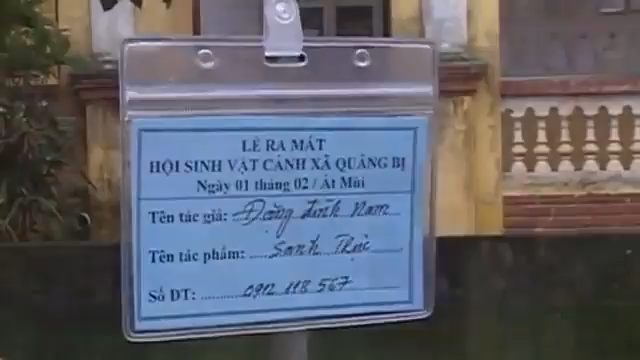 LỄ RA MẮT
HỘI SINH VẬT CẢNH XÃ QUẢNG BỊ
Ngày 01 tháng 02 / Ất Mùi
Tên tác giả: Đặng đình Nam
Tên tác phẩm: Sanh Trực
Số ĐT: 0912 118 567